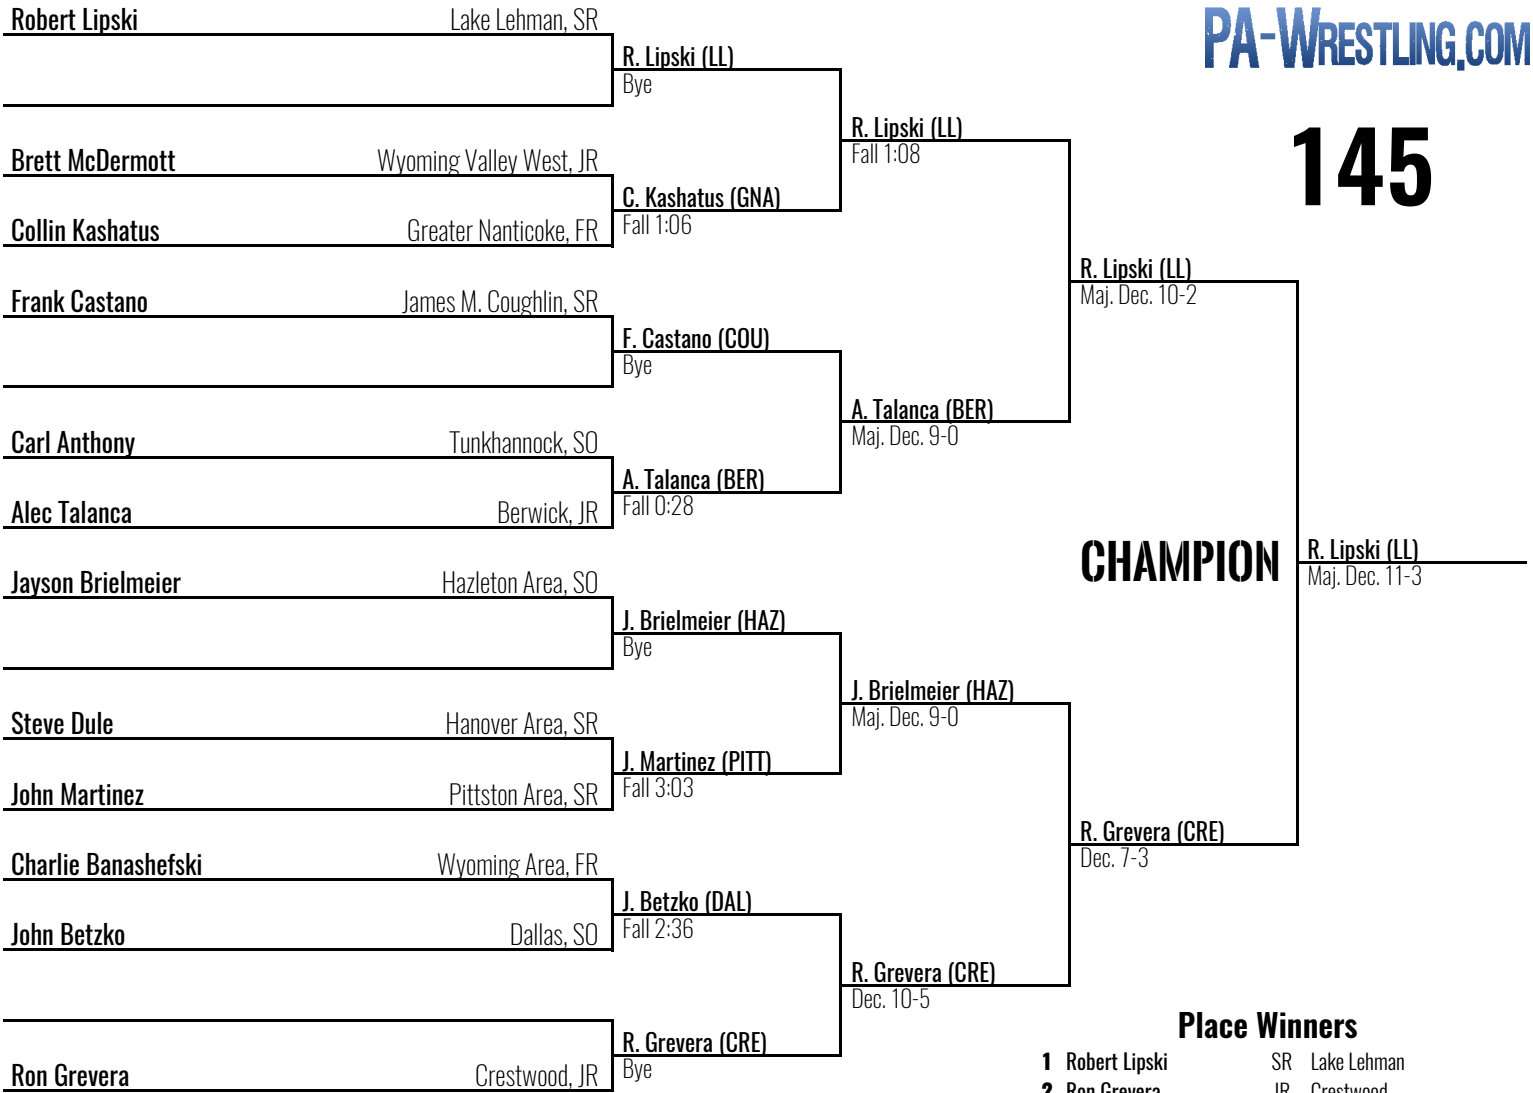 PA-WRESTLING.COM
145
Robert Lipski Lake Lehman, SR
R. Lipski (LL)
Bye
R. Lipski (LL)
Fall 1:08
Brett McDermott Wyoming Valley West, JR
C. Kashatus (GNA)
Fall 1:06
Collin Kashatus Greater Nanticoke, FR
R. Lipski (LL)
Maj. Dec. 10-2
Frank Castano James M. Coughlin, SR
F. Castano (COU)
Bye
A. Talanca (BER)
Maj. Dec. 9-0
Carl Anthony Tunkhannock, SO
A. Talanca (BER)
Fall 0:28
Alec Talanca Berwick, JR
CHAMPION
R. Lipski (LL)
Maj. Dec. 11-3
Jayson Brielmeier Hazleton Area, SO
J. Brielmeier (HAZ)
Bye
J. Brielmeier (HAZ)
Maj. Dec. 9-0
Steve Dule Hanover Area, SR
J. Martinez (PITT)
Fall 3:03
John Martinez Pittston Area, SR
R. Grevera (CRE)
Dec. 7-3
Charlie Banashefski Wyoming Area, FR
J. Betzko (DAL)
Fall 2:36
John Betzko Dallas, SO
R. Grevera (CRE)
Dec. 10-5
R. Grevera (CRE)
Bye
Ron Grevera Crestwood, JR
Place Winners
1 Robert Lipski SR Lake Lehman
2 Ron Grevera JR Crestwood